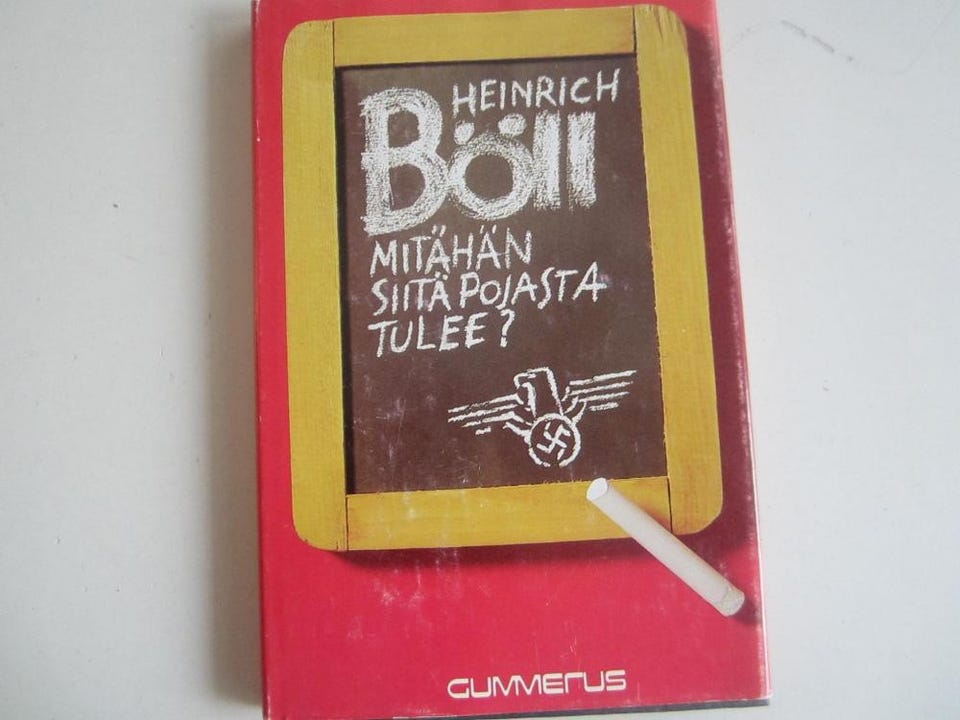 HEINRICH
Böll
MITÄHÄN
SIITÄ POJASTA
TULEE?
GUMMERUS